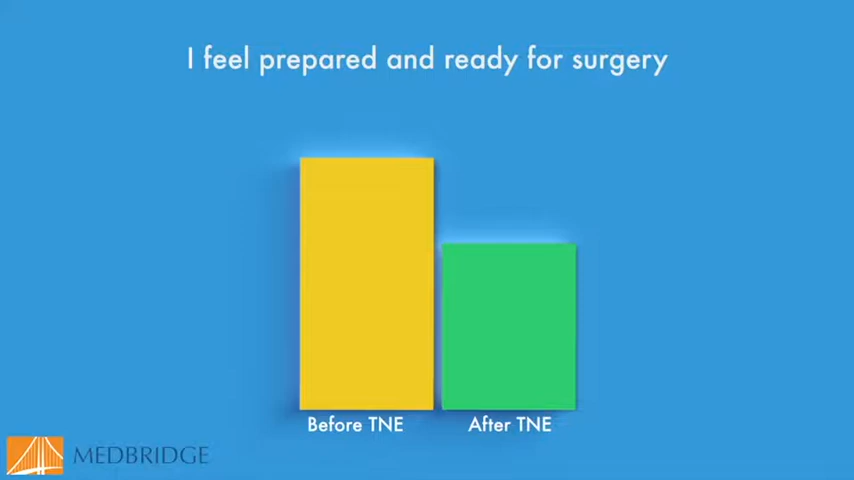 I feel prepared and ready for surgery
Before TNE
After TNE
MEDBRIDGE